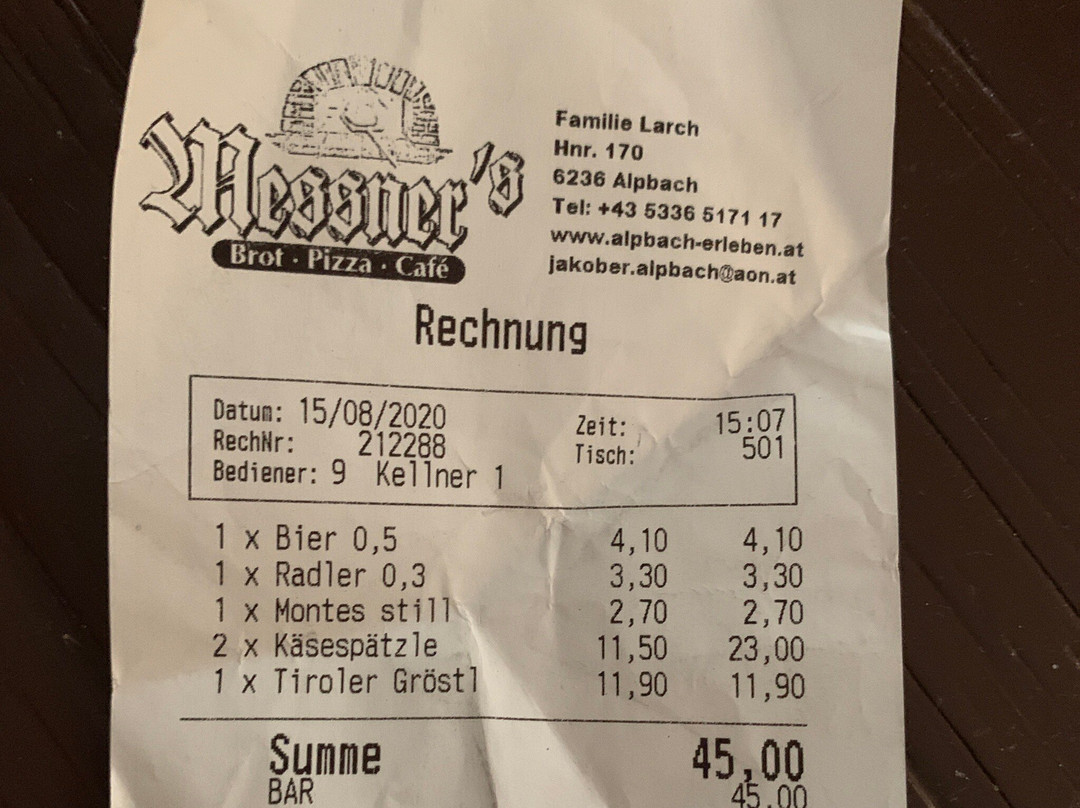 Messner's
Brot · Pizza · Café
Familie Larch
Hnr. 170
6236 Alpbach
Tel: +43 5336 5171 17
www.alpbach-erleben.at
jakober.alpbach@aon.at
Rechnung
Datum: 15/08/2020 Zeit: 15:07
RechNr: 212288 Tisch: 501
Bediener: 9 Kellner 1
1 x Bier 0,5 4,10 4,10
1 x Radler 0,3 3,30 3,30
1 x Montes still 2,70 2,70
2 x Käsespätzle 11,50 23,00
1 x Tiroler Gröstl 11,90 11,90
Summe 45,00
BAR 45,00